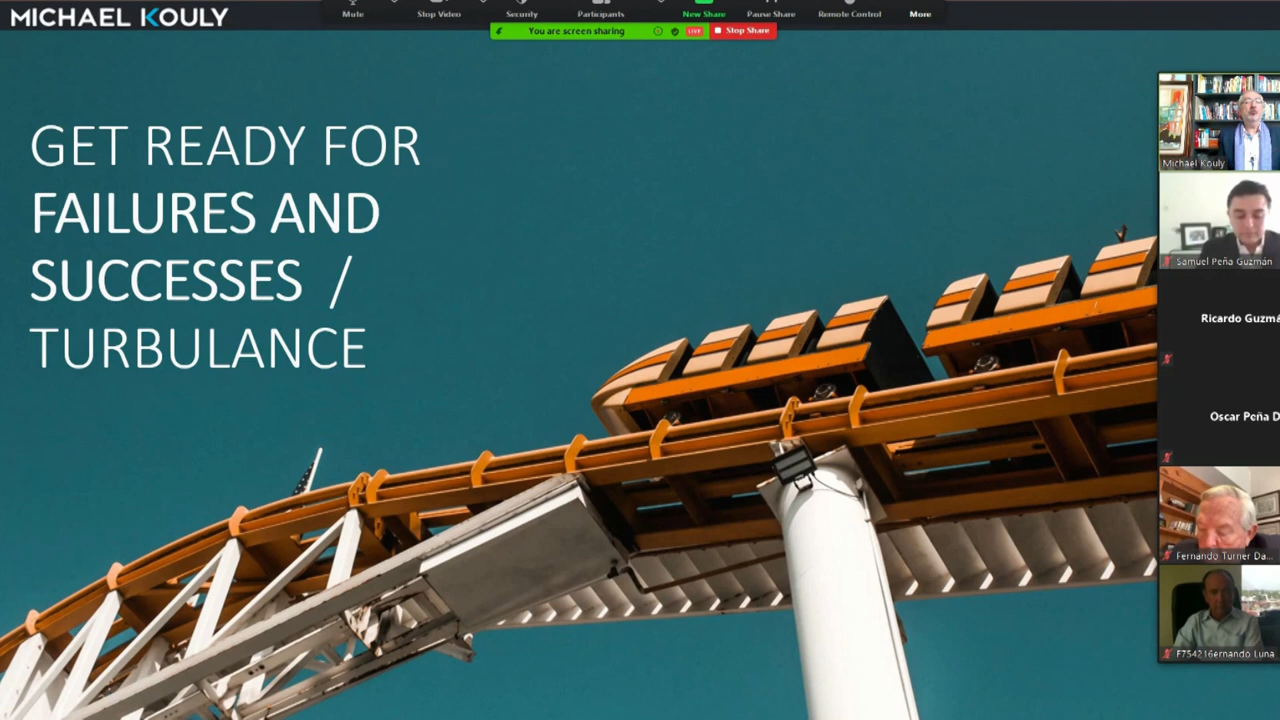 MICHAEL KOULY
Mute
Stop Video
Security
Participants
New Share
Pause Share
Remote Control
More
You are screen sharing
LIVE
Stop Share
GET READY FOR
FAILURES AND
SUCCESSES /
TURBULANCE
Michael Kouly
Samuel Peña Guzmán
Ricardo Guzmá
Oscar Peña D
Fernando Turner Da...
F754216ernando Luna